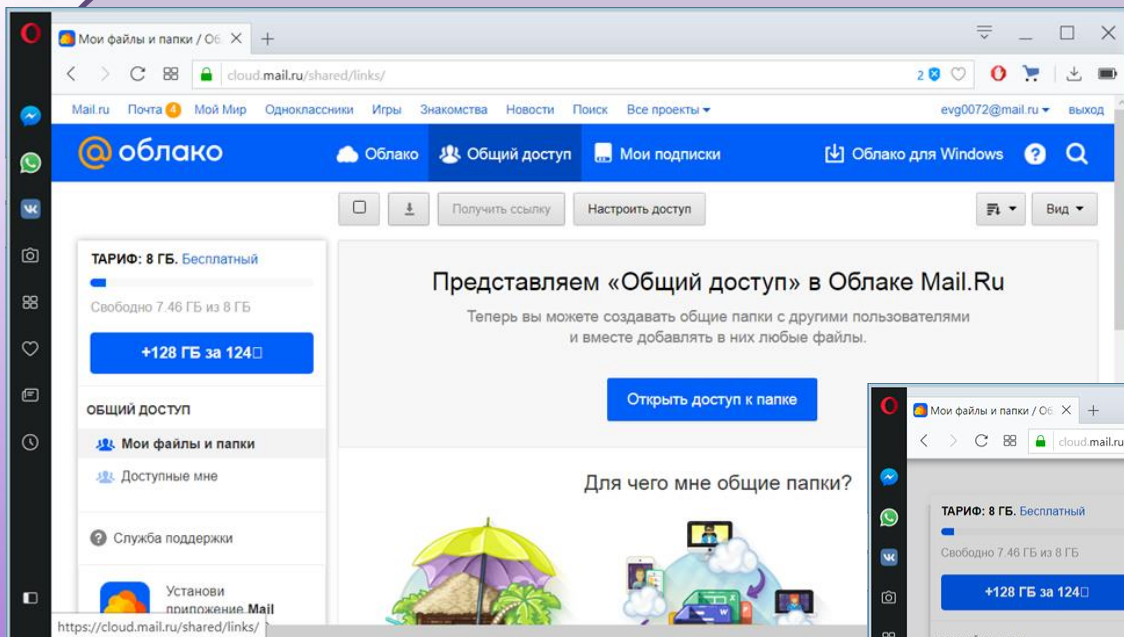 Мои файлы и папки / Об
cloud.mail.ru/shared/links/
2
Mail.ru Почта 4 Мой Мир Одноклассники Игры Знакомства Новости Поиск Все проекты
evg0072@mail.ru выход
облако
Облако Общий доступ Мои подписки Облако для Windows ?
Получить ссылку Настроить доступ Вид
ТАРИФ: 8 ГБ. Бесплатный
Свободно 7.46 ГБ из 8 ГБ
+128 ГБ за 124
ОБЩИЙ ДОСТУП
Мои файлы и папки
Доступные мне
Служба поддержки
Установи
приложение Mail
https://cloud.mail.ru/shared/links/
Представляем «Общий доступ» в Облаке Mail.Ru
Теперь вы можете создавать общие папки с другими пользователями
и вместе добавлять в них любые файлы.
Открыть доступ к папке
Для чего мне общие папки?
Мои файлы и папки / Об
cloud.mail.ru
ТАРИФ: 8 ГБ. Бесплатный
Свободно 7.46 ГБ из 8 ГБ
+128 ГБ за 124